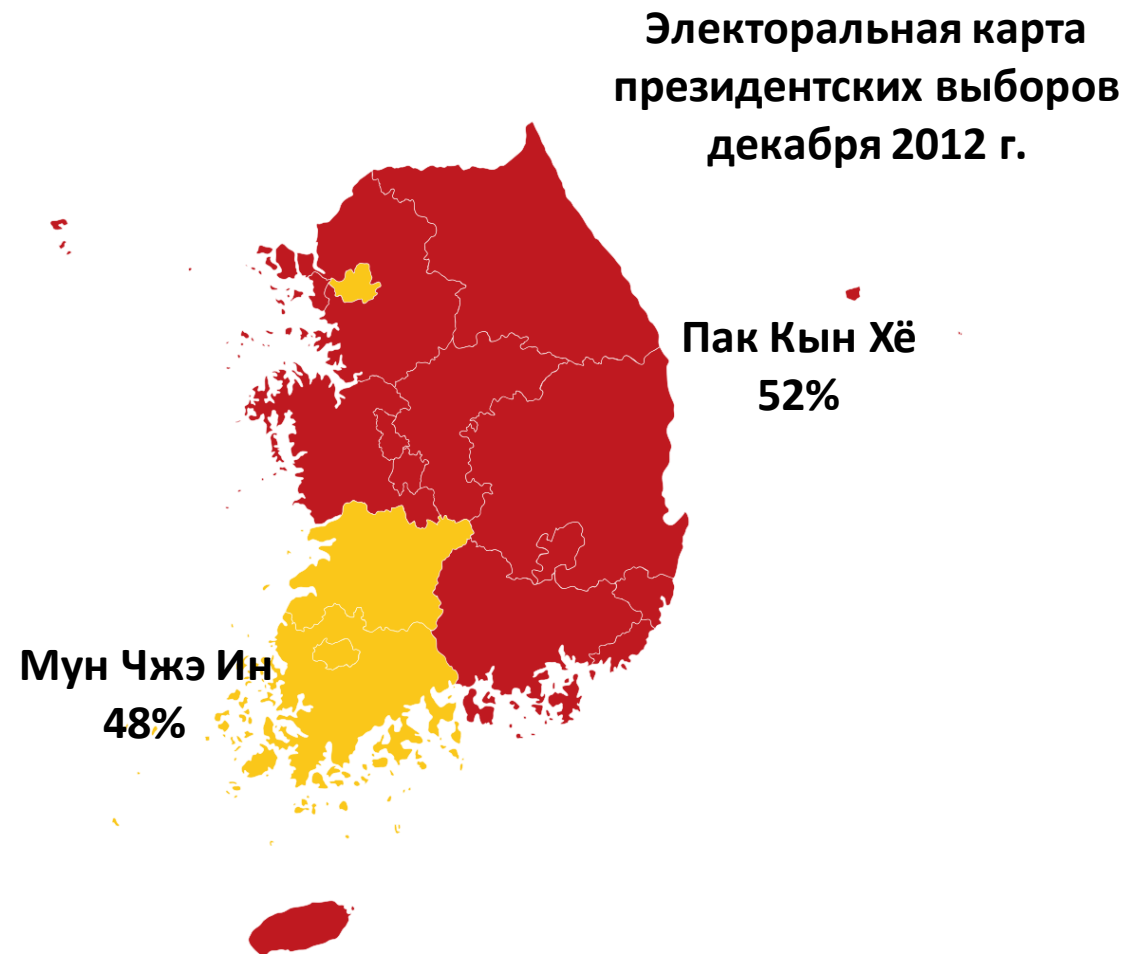 Электоральная карта
президентских выборов
декабря 2012 г.
Пак Кын Хё
52%
Мун Чжэ Ин
48%